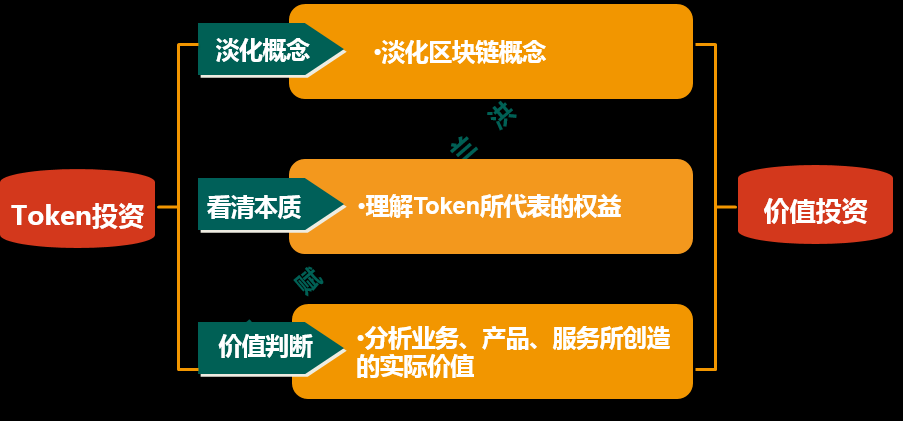 淡化概念
•淡化区块链概念
洪
兰
Token投资
看清本质
•理解Token所代表的权益
价值投资
赋
价值判断
•分析业务、产品、服务所创造
的实际价值